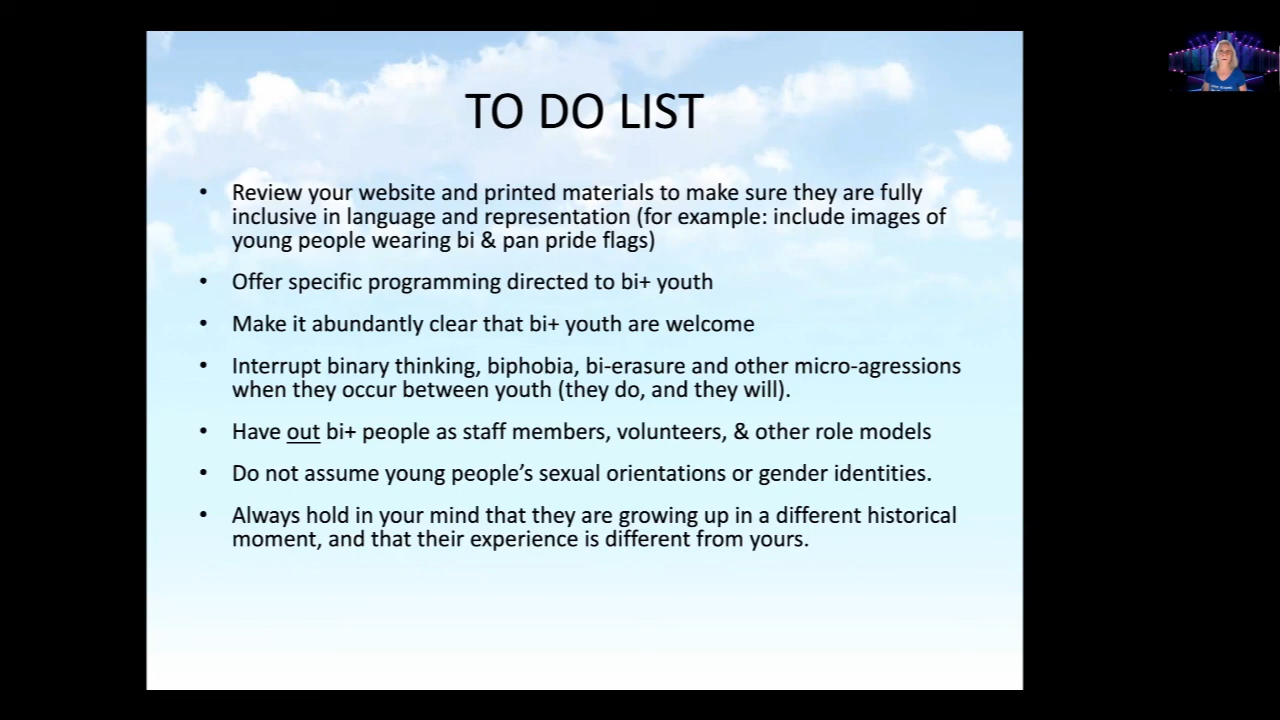 TO DO LIST
• Review your website and printed materials to make sure they are fully
inclusive in language and representation (for example: include images of
young people wearing bi & pan pride flags)
• Offer specific programming directed to bi+ youth
• Make it abundantly clear that bi+ youth are welcome
• Interrupt binary thinking, biphobia, bi-erasure and other micro-agressions
when they occur between youth (they do, and they will).
• Have out bi+ people as staff members, volunteers, & other role models
• Do not assume young people’s sexual orientations or gender identities.
• Always hold in your mind that they are growing up in a different historical
moment, and that their experience is different from yours.